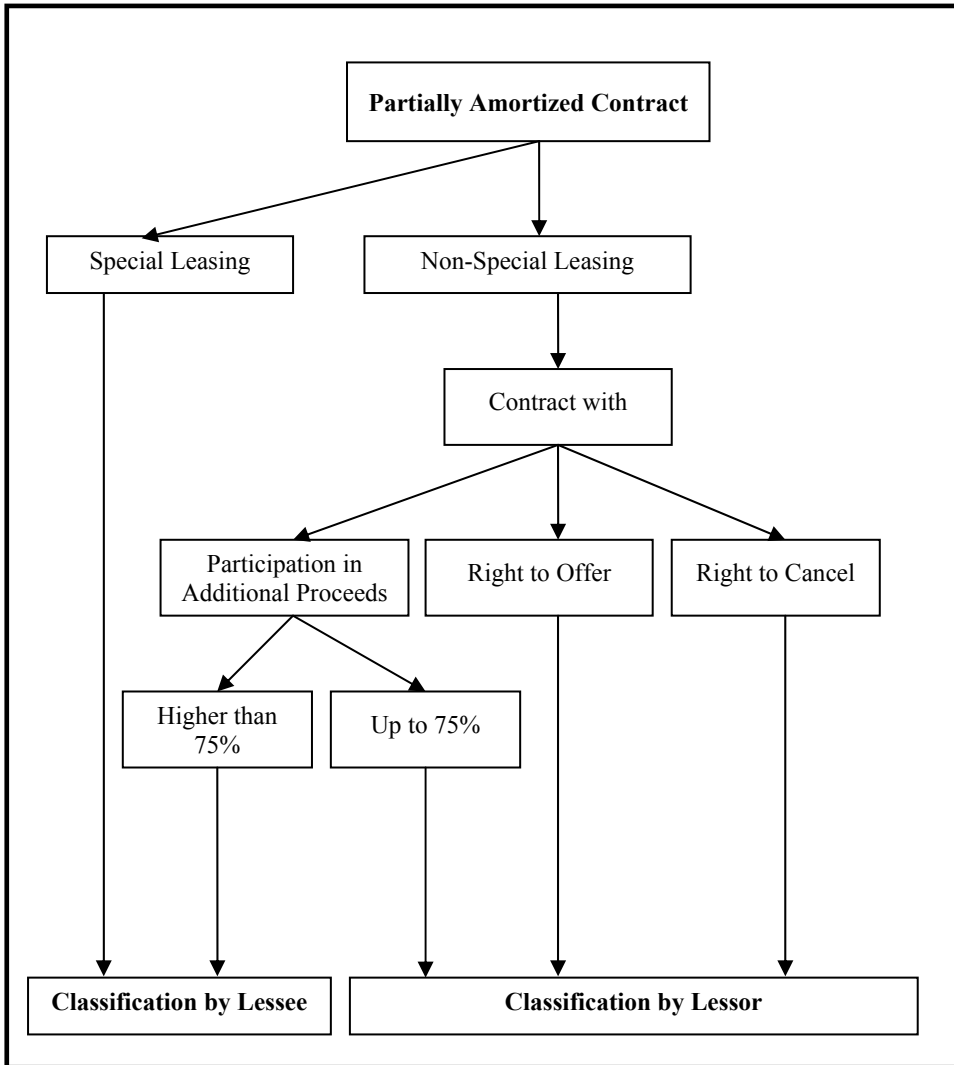 Partially Amortized Contract
Special Leasing
Non-Special Leasing
Contract with
Participation in
Additional Proceeds
Right to Offer
Right to Cancel
Higher than
75%
Up to 75%
Classification by Lessee
Classification by Lessor